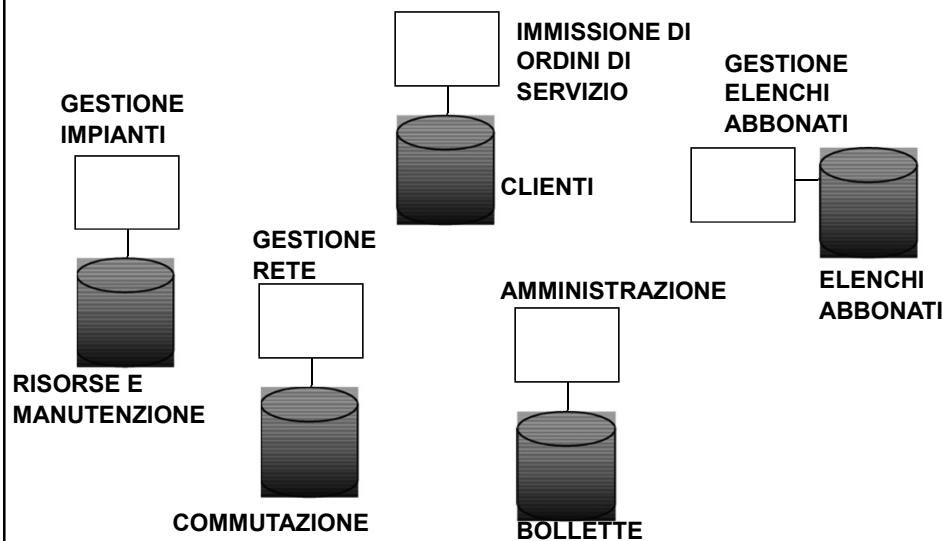 IMMISSIONE DI
ORDINI DI
SERVIZIO
GESTIONE
ELENCHI
ABBONATI
GESTIONE
IMPIANTI
CLIENTI
GESTIONE
RETE
AMMINISTRAZIONE
ELENCHI
ABBONATI
RISORSE E
MANUTENZIONE
COMMUTAZIONE
BOLLETTE